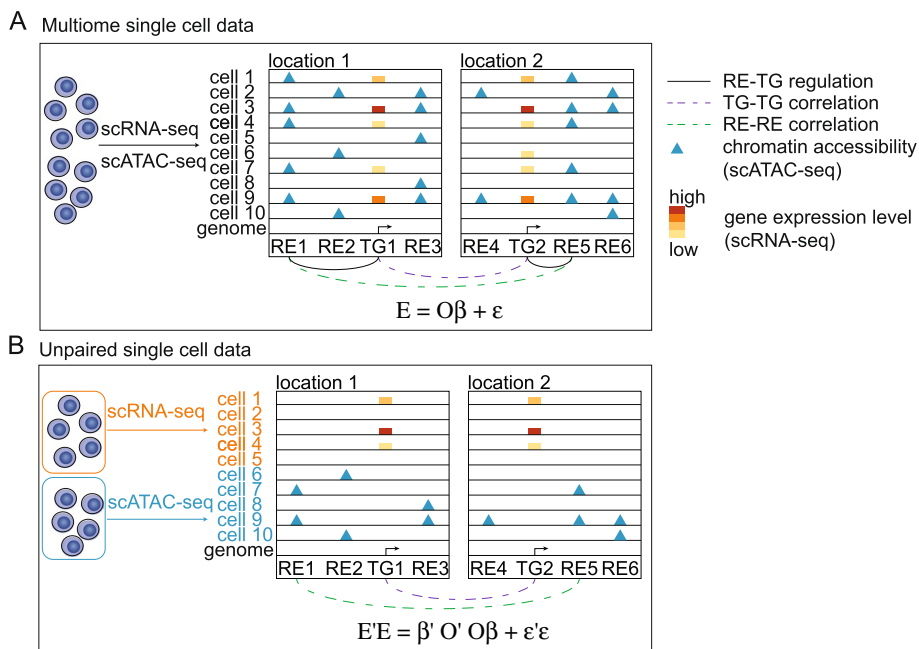 A Multiome single cell data
location 1 location 2
cell 1
cell 2
cell 3
cell 4
cell 5
cell 6
cell 7
cell 8
cell 9
cell 10
genome
scRNA-seq
scATAC-seq
RE1 RE2 TG1 RE3 RE4 TG2 RE5 RE6
E = Oβ + ε
RE-TG regulation
TG-TG correlation
RE-RE correlation
chromatin accessibility
(scATAC-seq)
high
gene expression level
(scRNA-seq)
low
B Unpaired single cell data
location 1 location 2
scRNA-seq
scATAC-seq
cell 1
cell 2
cell 3
cell 4
cell 5
cell 6
cell 7
cell 8
cell 9
cell 10
genome
RE1 RE2 TG1 RE3 RE4 TG2 RE5 RE6
E'E = β' O' Oβ + ε'ε